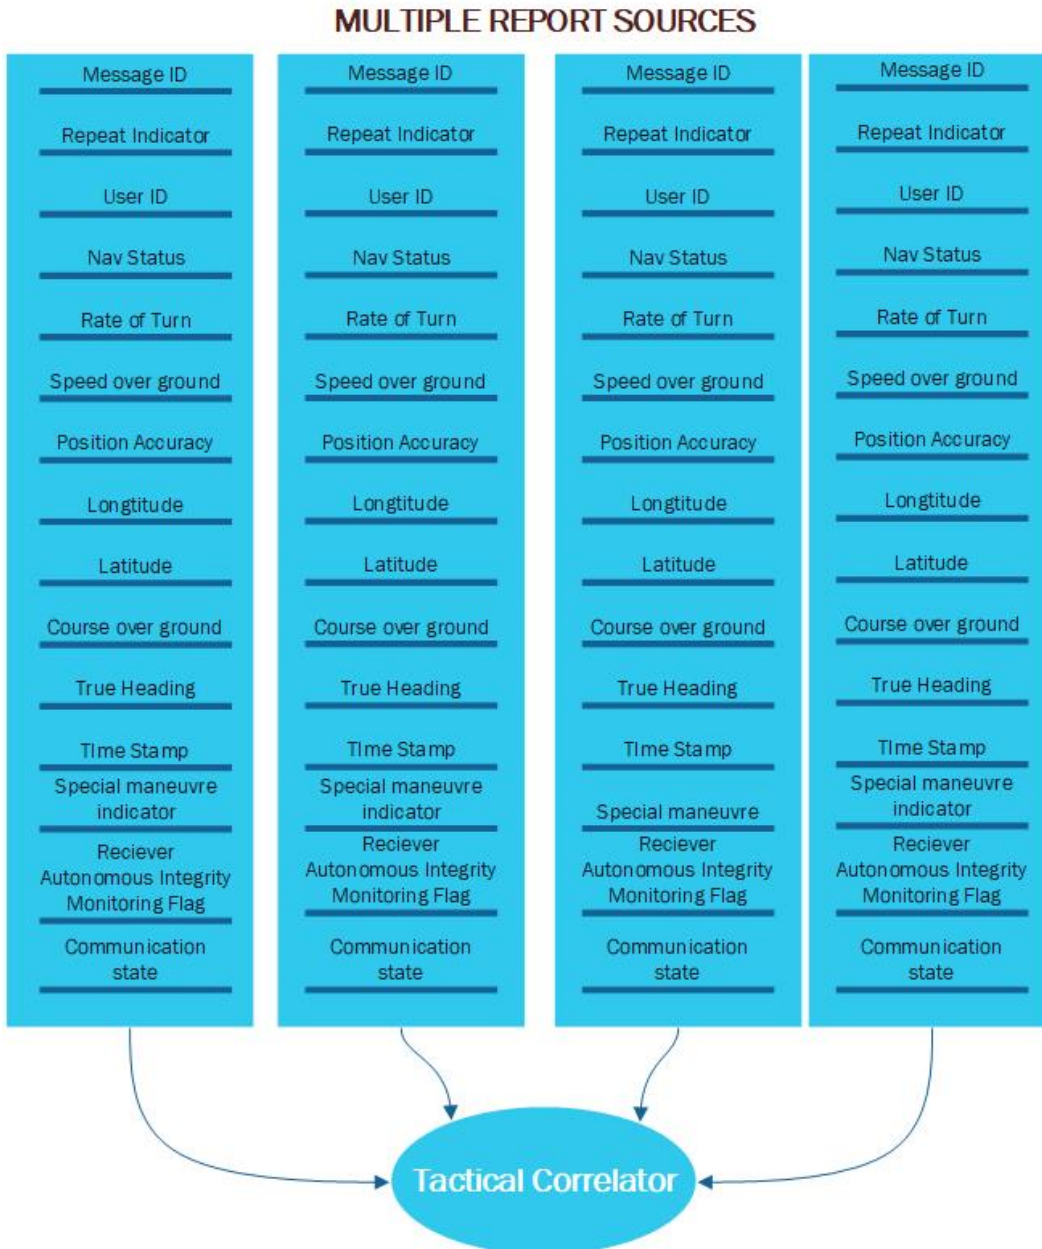 MULTIPLE REPORT SOURCES
Message ID
Repeat Indicator
User ID
Nav Status
Rate of Turn
Speed over ground
Position Accuracy
Longtitude
Latitude
Course over ground
True Heading
TIme Stamp
Special maneuvre
indicator
Reciever
Autonomous Integrity
Monitoring Flag
Communication
state
Message ID
Repeat Indicator
User ID
Nav Status
Rate of Turn
Speed over ground
Position Accuracy
Longtitude
Latitude
Course over ground
True Heading
TIme Stamp
Special maneuvre
indicator
Reciever
Autonomous Integrity
Monitoring Flag
Communication
state
Message ID
Repeat Indicator
User ID
Nav Status
Rate of Turn
Speed over ground
Position Accuracy
Longtitude
Latitude
Course over ground
True Heading
TIme Stamp
Special maneuvre
Reciever
Autonomous Integrity
Monitoring Flag
Communication
state
Message ID
Repeat Indicator
User ID
Nav Status
Rate of Turn
Speed over ground
Position Accuracy
Longtitude
Latitude
Course over ground
True Heading
TIme Stamp
Special maneuvre
indicator
Reciever
Autonomous Integrity
Monitoring Flag
Communication
state
Tactical Correlator